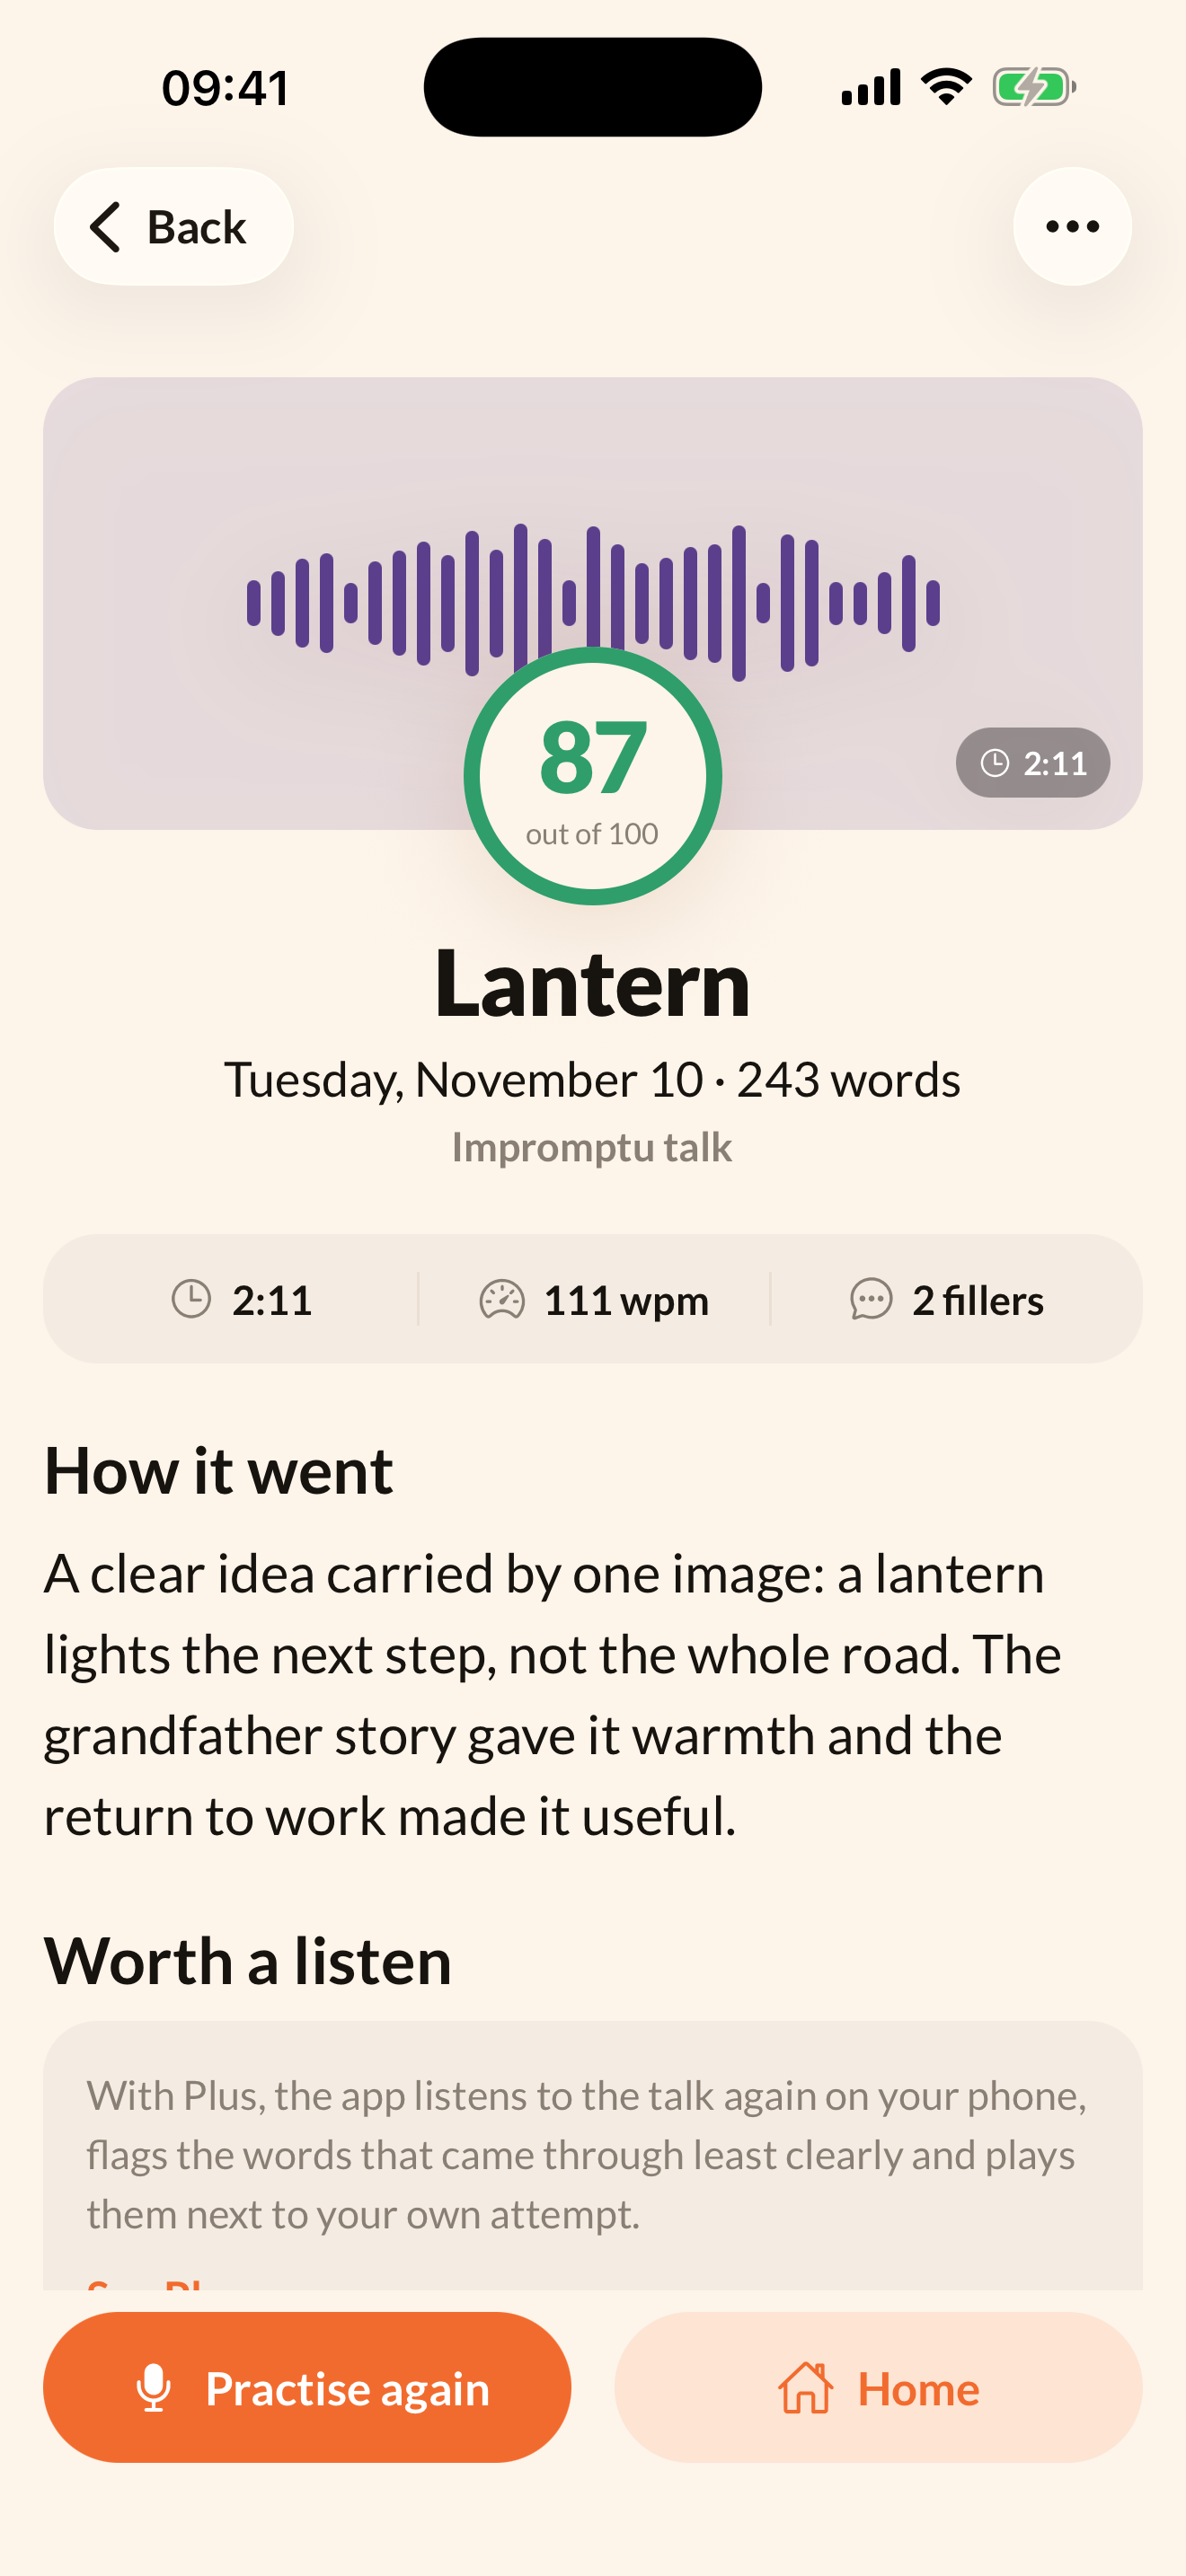 09:41
Back
2:11
87
out of 100
Lantern
Tuesday, November 10 · 243 words
Impromptu talk
2:11
111 wpm
2 fillers
How it went
A clear idea carried by one image: a lantern
lights the next step, not the whole road. The
grandfather story gave it warmth and the
return to work made it useful.
Worth a listen
With Plus, the app listens to the talk again on your phone,
flags the words that came through least clearly and plays
them next to your own attempt.
Practise again
Home